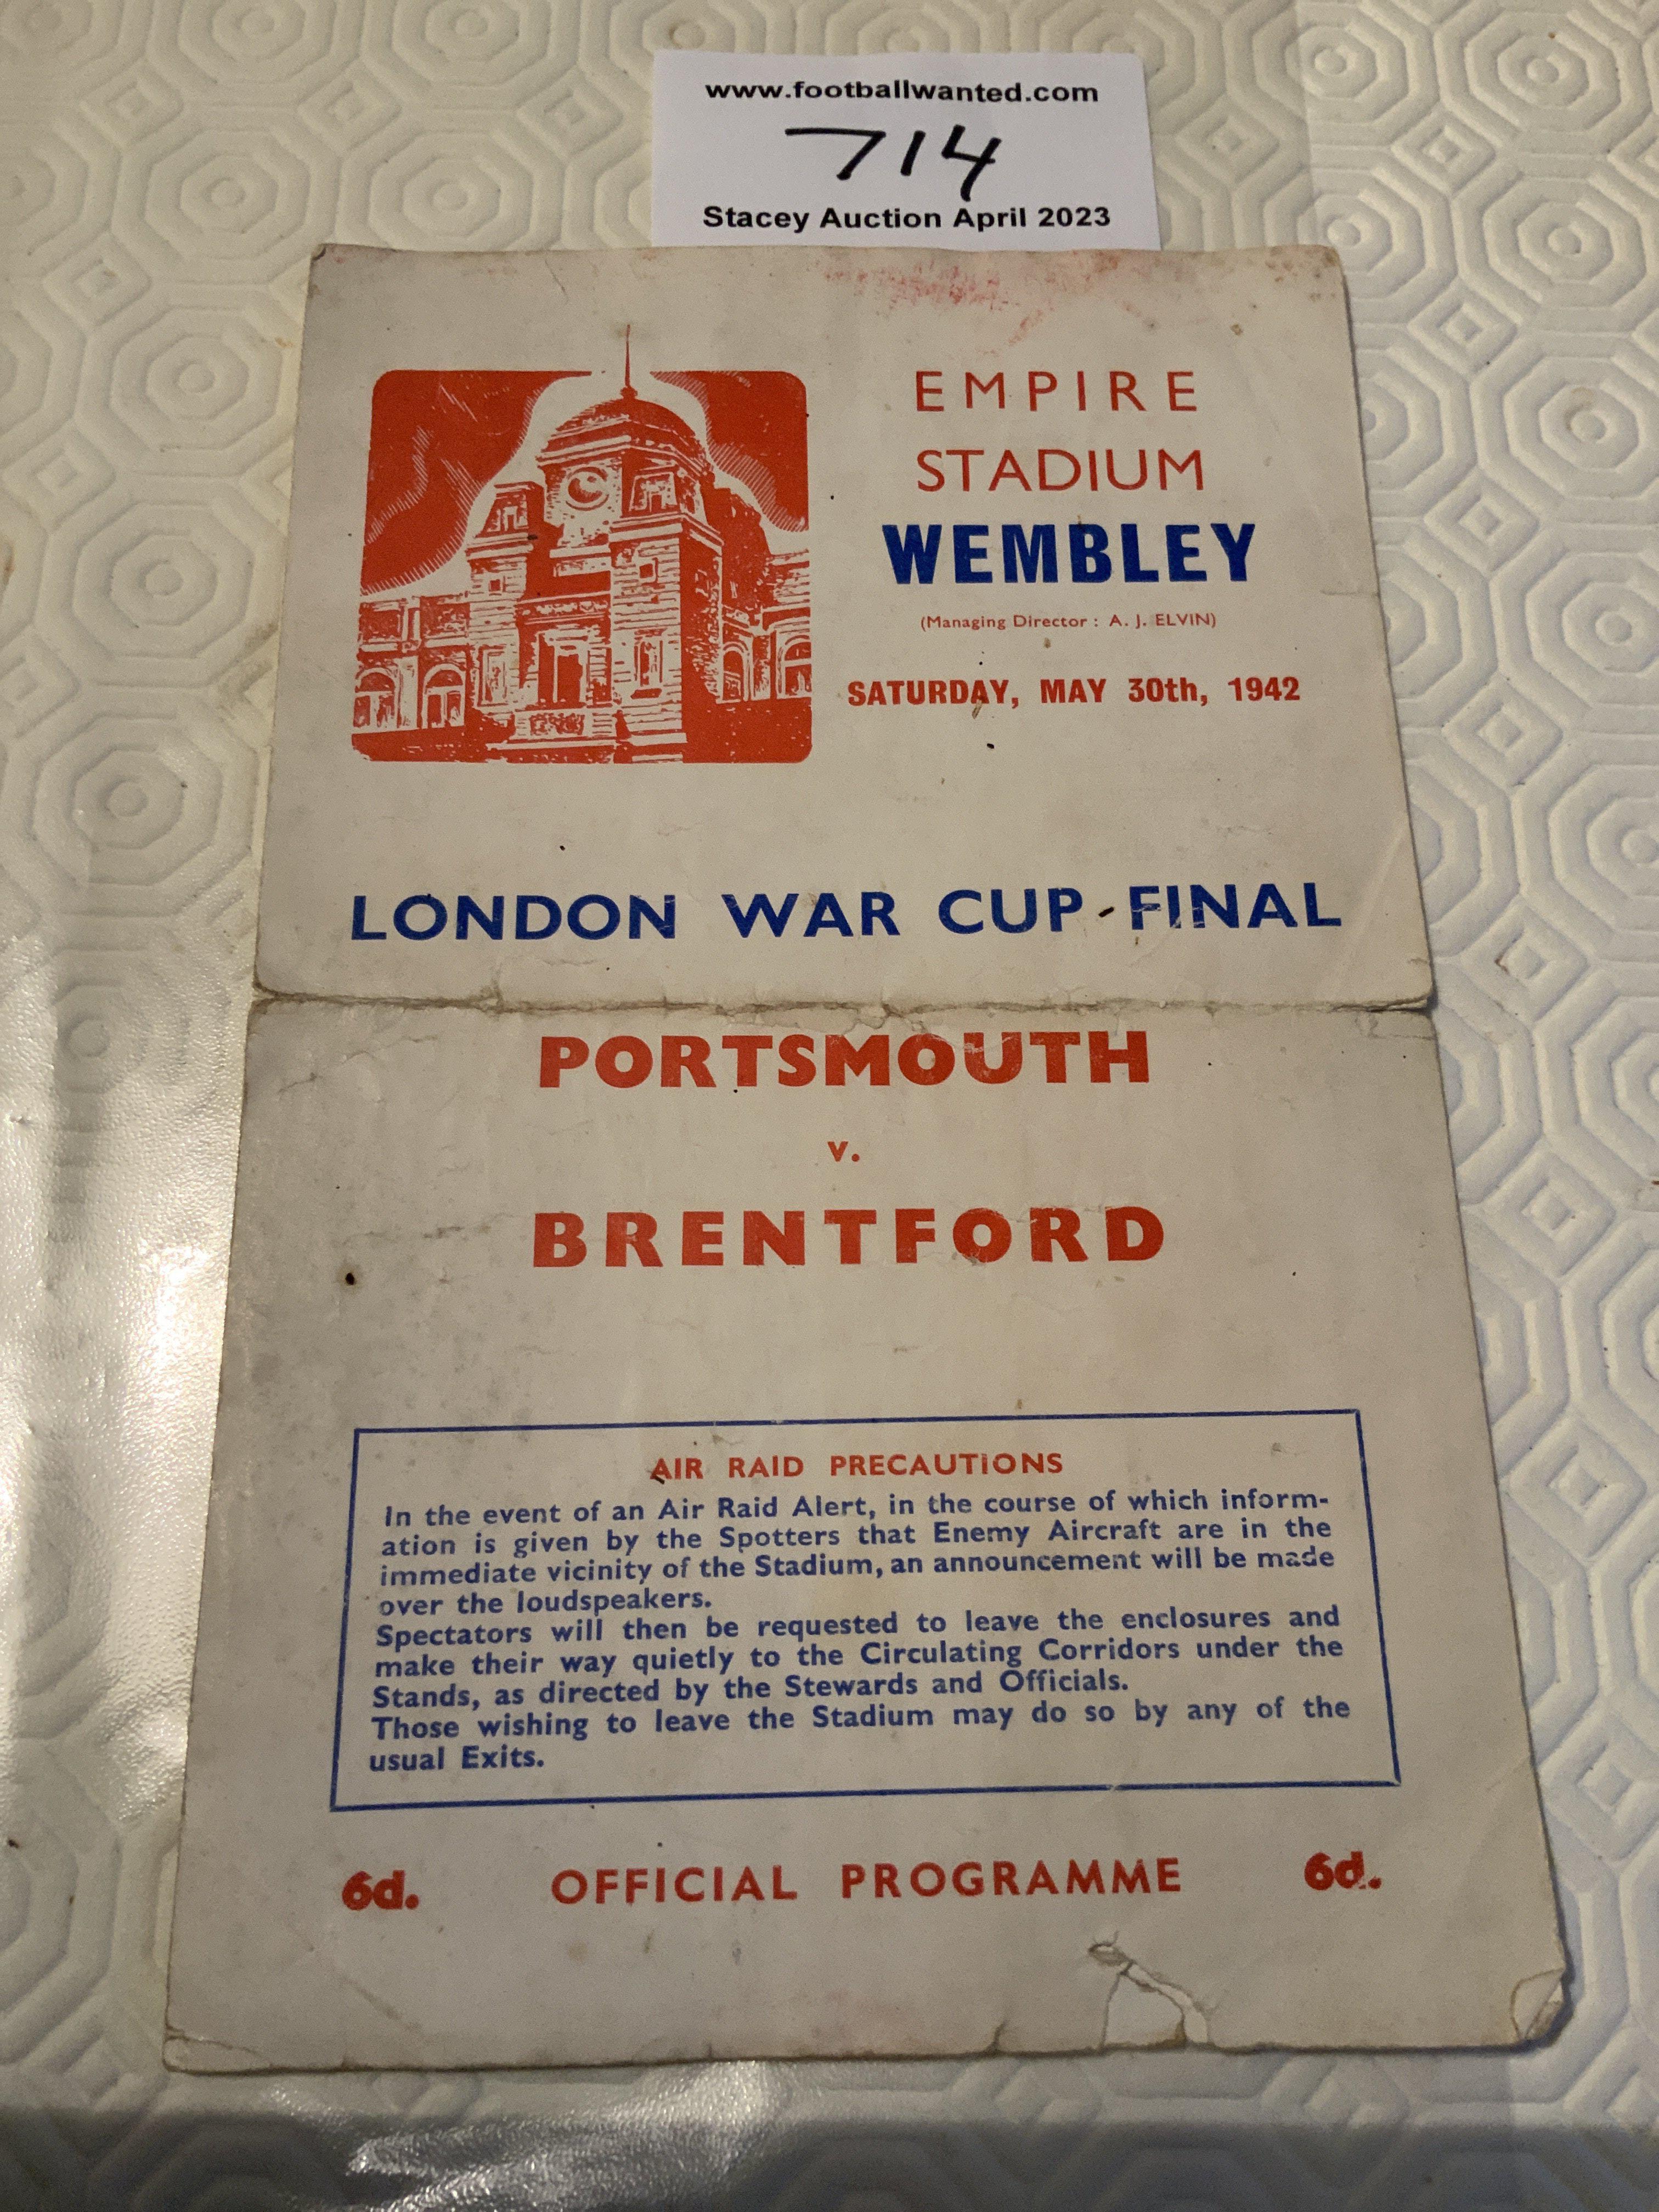 www.footballwanted.com
714
Stacey Auction April 2023
EMPIRE
STADIUM
WEMBLEY
(Managing Director : A. J. ELVIN)
SATURDAY, MAY 30th, 1942
LONDON WAR CUP - FINAL
PORTSMOUTH
v.
BRENTFORD
AIR RAID PRECAUTIONS
In the event of an Air Raid Alert, in the course of which inform-
ation is given by the Spotters that Enemy Aircraft are in the
immediate vicinity of the Stadium, an announcement will be made
over the loudspeakers.
Spectators will then be requested to leave the enclosures and
make their way quietly to the Circulating Corridors under the
Stands, as directed by the Stewards and Officials.
Those wishing to leave the Stadium may do so by any of the
usual Exits.
6d. OFFICIAL PROGRAMME 6d.